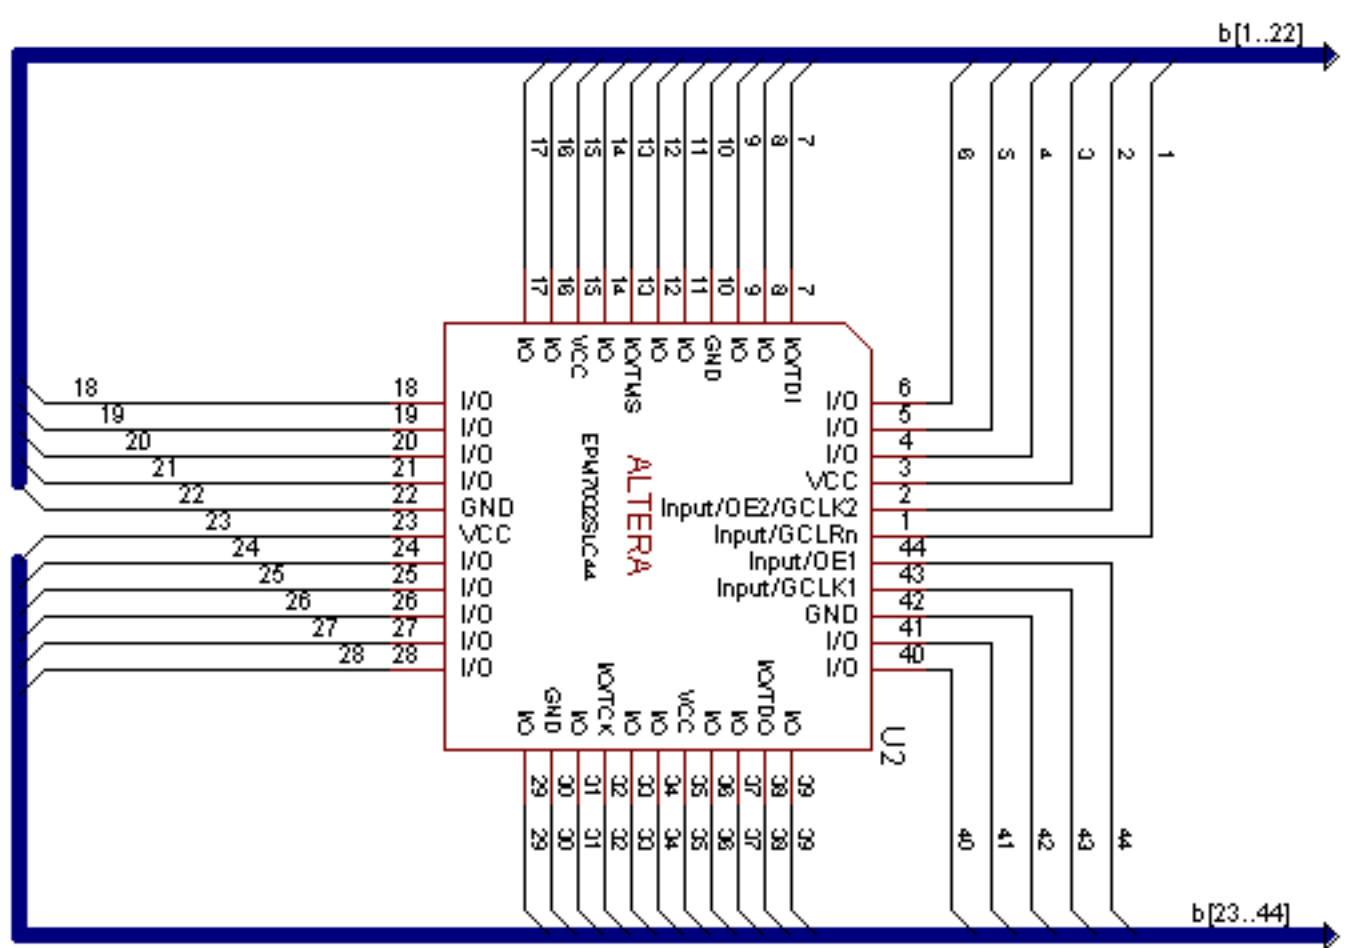 b[1..22]
17 16 15 14 13 12 11 10 9 8 7
6 5 4 3 2 1
17 16 15 14 13 12 11 10 9 8 7
I/O I/O VCC I/O I/O/TMS I/O I/O GND I/O I/O I/O/TDI
18 18 I/O
19 19 I/O
20 20 I/O
21 21 I/O
22 22 GND
23 23 VCC
24 24 I/O
25 25 I/O
26 26 I/O
27 27 I/O
28 28 I/O
EPM7032SLC44
ALTERA
I/O 6
I/O 5
I/O 4
VCC 3
Input/OE2/GCLK2 2
Input/GCLRn 1
Input/OE1 44
Input/GCLK1 43
GND 42
I/O 41
I/O 40
I/O GND I/O I/O/TCK I/O I/O VCC I/O I/O I/O/TDO I/O
U2
29 30 31 32 33 34 35 36 37 38 39
29 30 31 32 33 34 35 36 37 38 39
40 41 42 43 44
b[23..44]